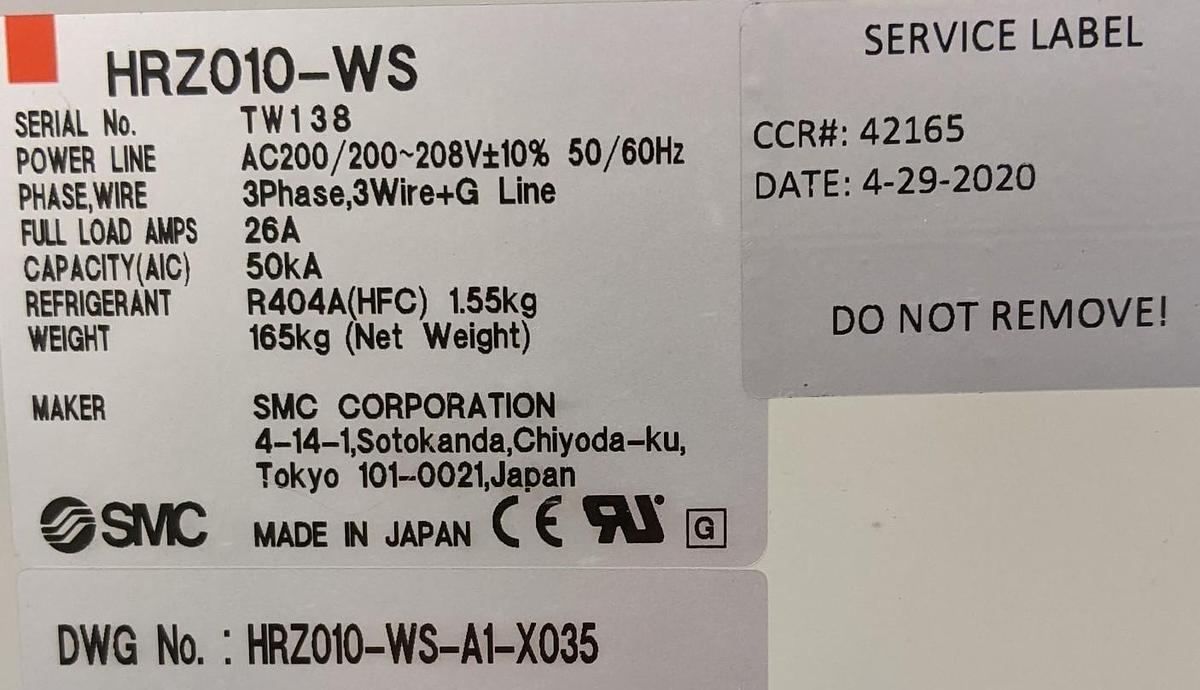 HRZ010-WS
SERIAL No. TW138
POWER LINE AC200/200~208V±10% 50/60Hz
PHASE,WIRE 3Phase,3Wire+G Line
FULL LOAD AMPS 26A
CAPACITY(AIC) 50kA
REFRIGERANT R404A(HFC) 1.55kg
WEIGHT 165kg (Net Weight)
MAKER SMC CORPORATION
4-14-1,Sotokanda,Chiyoda-ku,
Tokyo 101-0021,Japan
SMC MADE IN JAPAN CE RU G
DWG No. : HRZ010-WS-A1-X035
SERVICE LABEL
CCR#: 42165
DATE: 4-29-2020
DO NOT REMOVE!